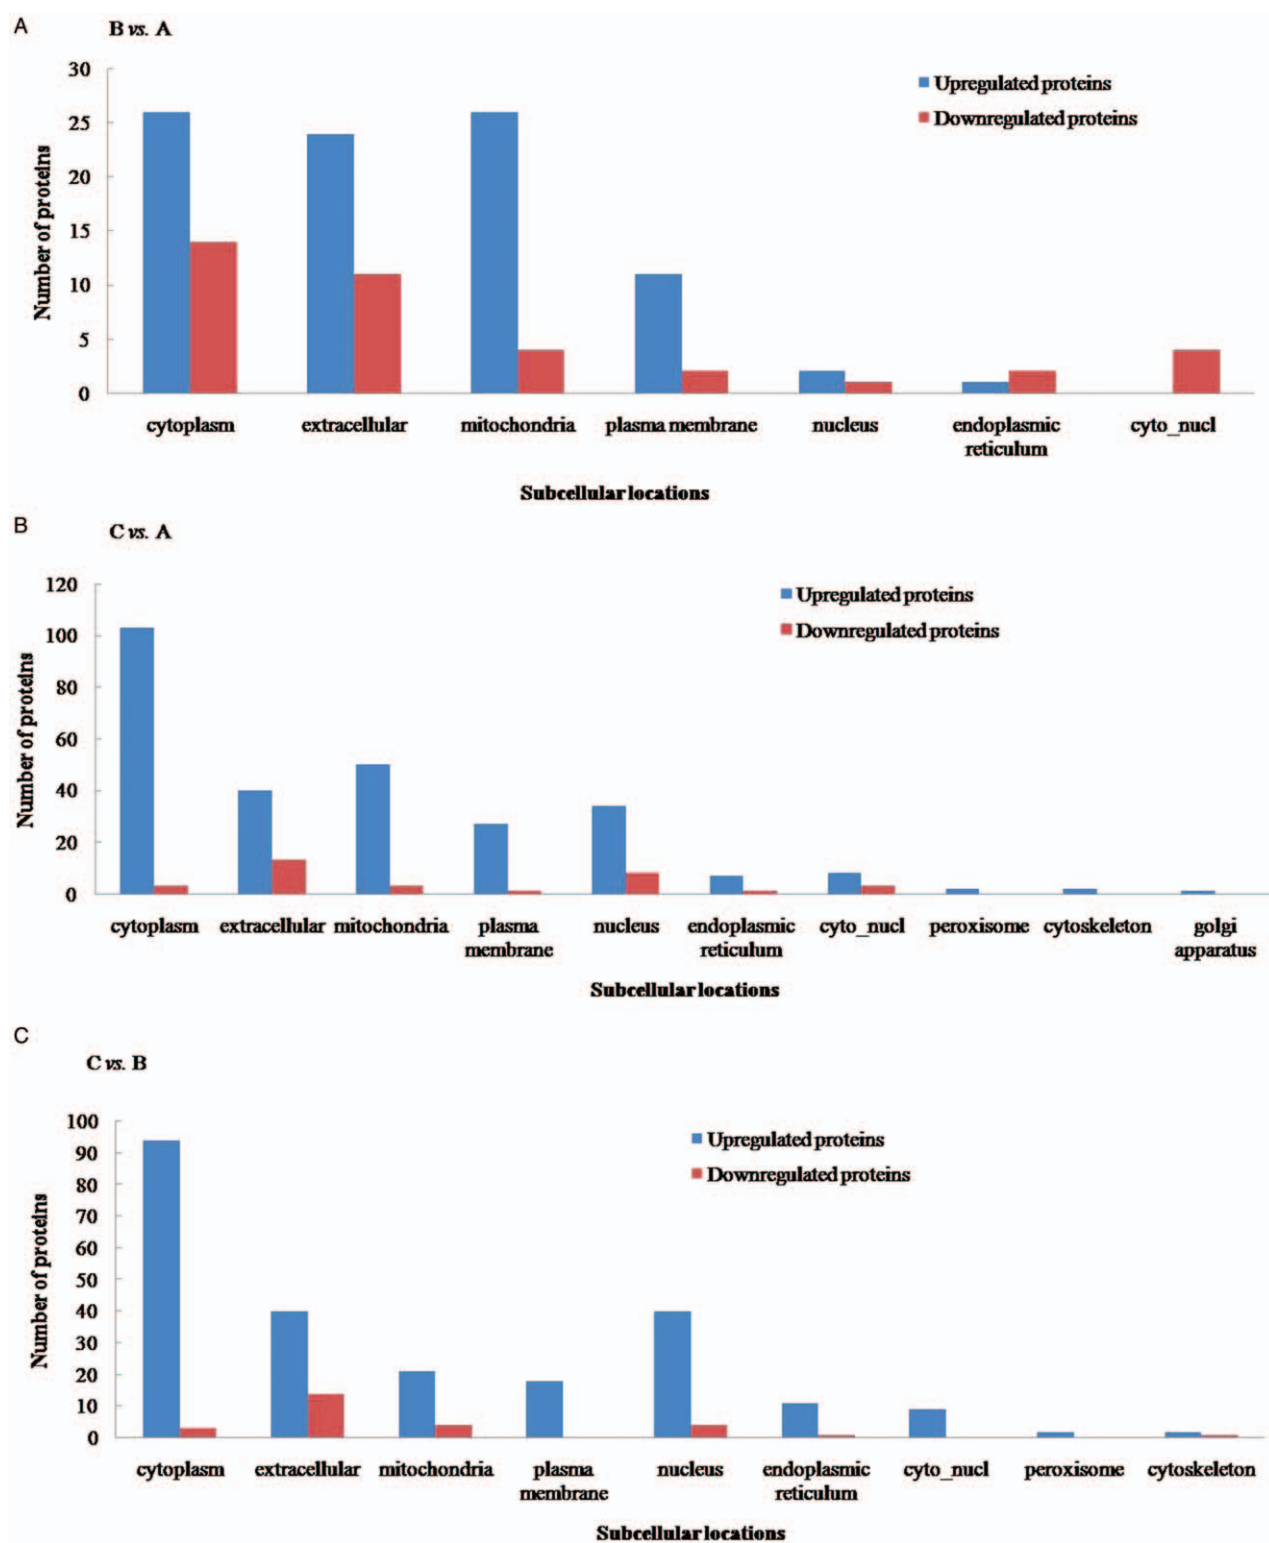 A
B vs. A
30
25
20
15
10
5
0
Number of proteins
Upregulated proteins
Downregulated proteins
cytoplasm extracellular mitochondria plasma membrane nucleus endoplasmic cyto_nucl
reticulum
Subcellular locations
B
C vs. A
120
100
80
60
40
20
0
Number of proteins
Upregulated proteins
Downregulated proteins
cytoplasm extracellular mitochondria plasma nucleus endoplasmic cyto_nucl peroxisome cytoskeleton golgi
membrane reticulum apparatus
Subcellular locations
C
C vs. B
100
90
80
70
60
50
40
30
20
10
0
Number of proteins
Upregulated proteins
Downregulated proteins
cytoplasm extracellular mitochondria plasma nucleus endoplasmic cyto_nucl peroxisome cytoskeleton
membrane reticulum
Subcellular locations